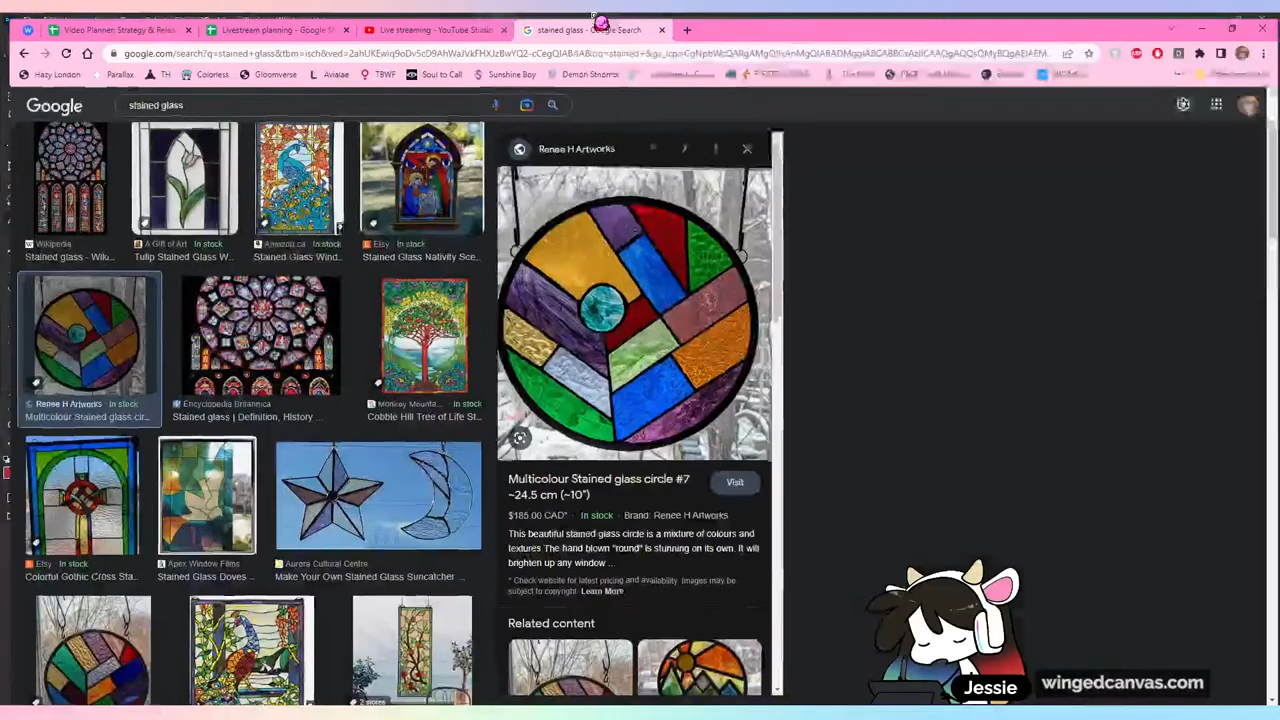 Video Planner: Strategy & Relea
Livestream planning - Google S
Live streaming - YouTube Studio
stained glass - Google Search
Hazy London
Parallax
TH
Colorless
Gloomverse
Avialae
TBWF
Soul to Call
Sunshine Boy
Demon Studies
Google
stained glass
Renee H Artworks
Wikipedia
Stained glass - Wiki...
A Gift of Art · In stock
Tulip Stained Glass W...
Amazon.ca · In stock
Stained Glass Wind...
Etsy · In stock
Stained Glass Nativity Sce...
Renee H Artworks · In stock
Multicolour Stained glass cir...
Encyclopedia Britannica
Stained glass | Definition, History ...
Monkey Mounta... · In stock
Cobble Hill Tree of Life St...
Multicolour Stained glass circle #7
~24.5 cm (~10")
Visit
$185.00 CAD* · In stock · Brand: Renee H Artworks
This beautiful stained glass circle is a mixture of colours and
textures The hand blown "round" is stunning on its own. It will
brighten up any window ...
* Check website for latest pricing and availability. Images may be
subject to copyright. Learn More
Etsy · In stock
Colorful Gothic Cross Sta...
Apex Window Films
Stained Glass Doves ...
Aurora Cultural Centre
Make Your Own Stained Glass Suncatcher ...
Related content
2 stores
Jessie
wingedcanvas.com